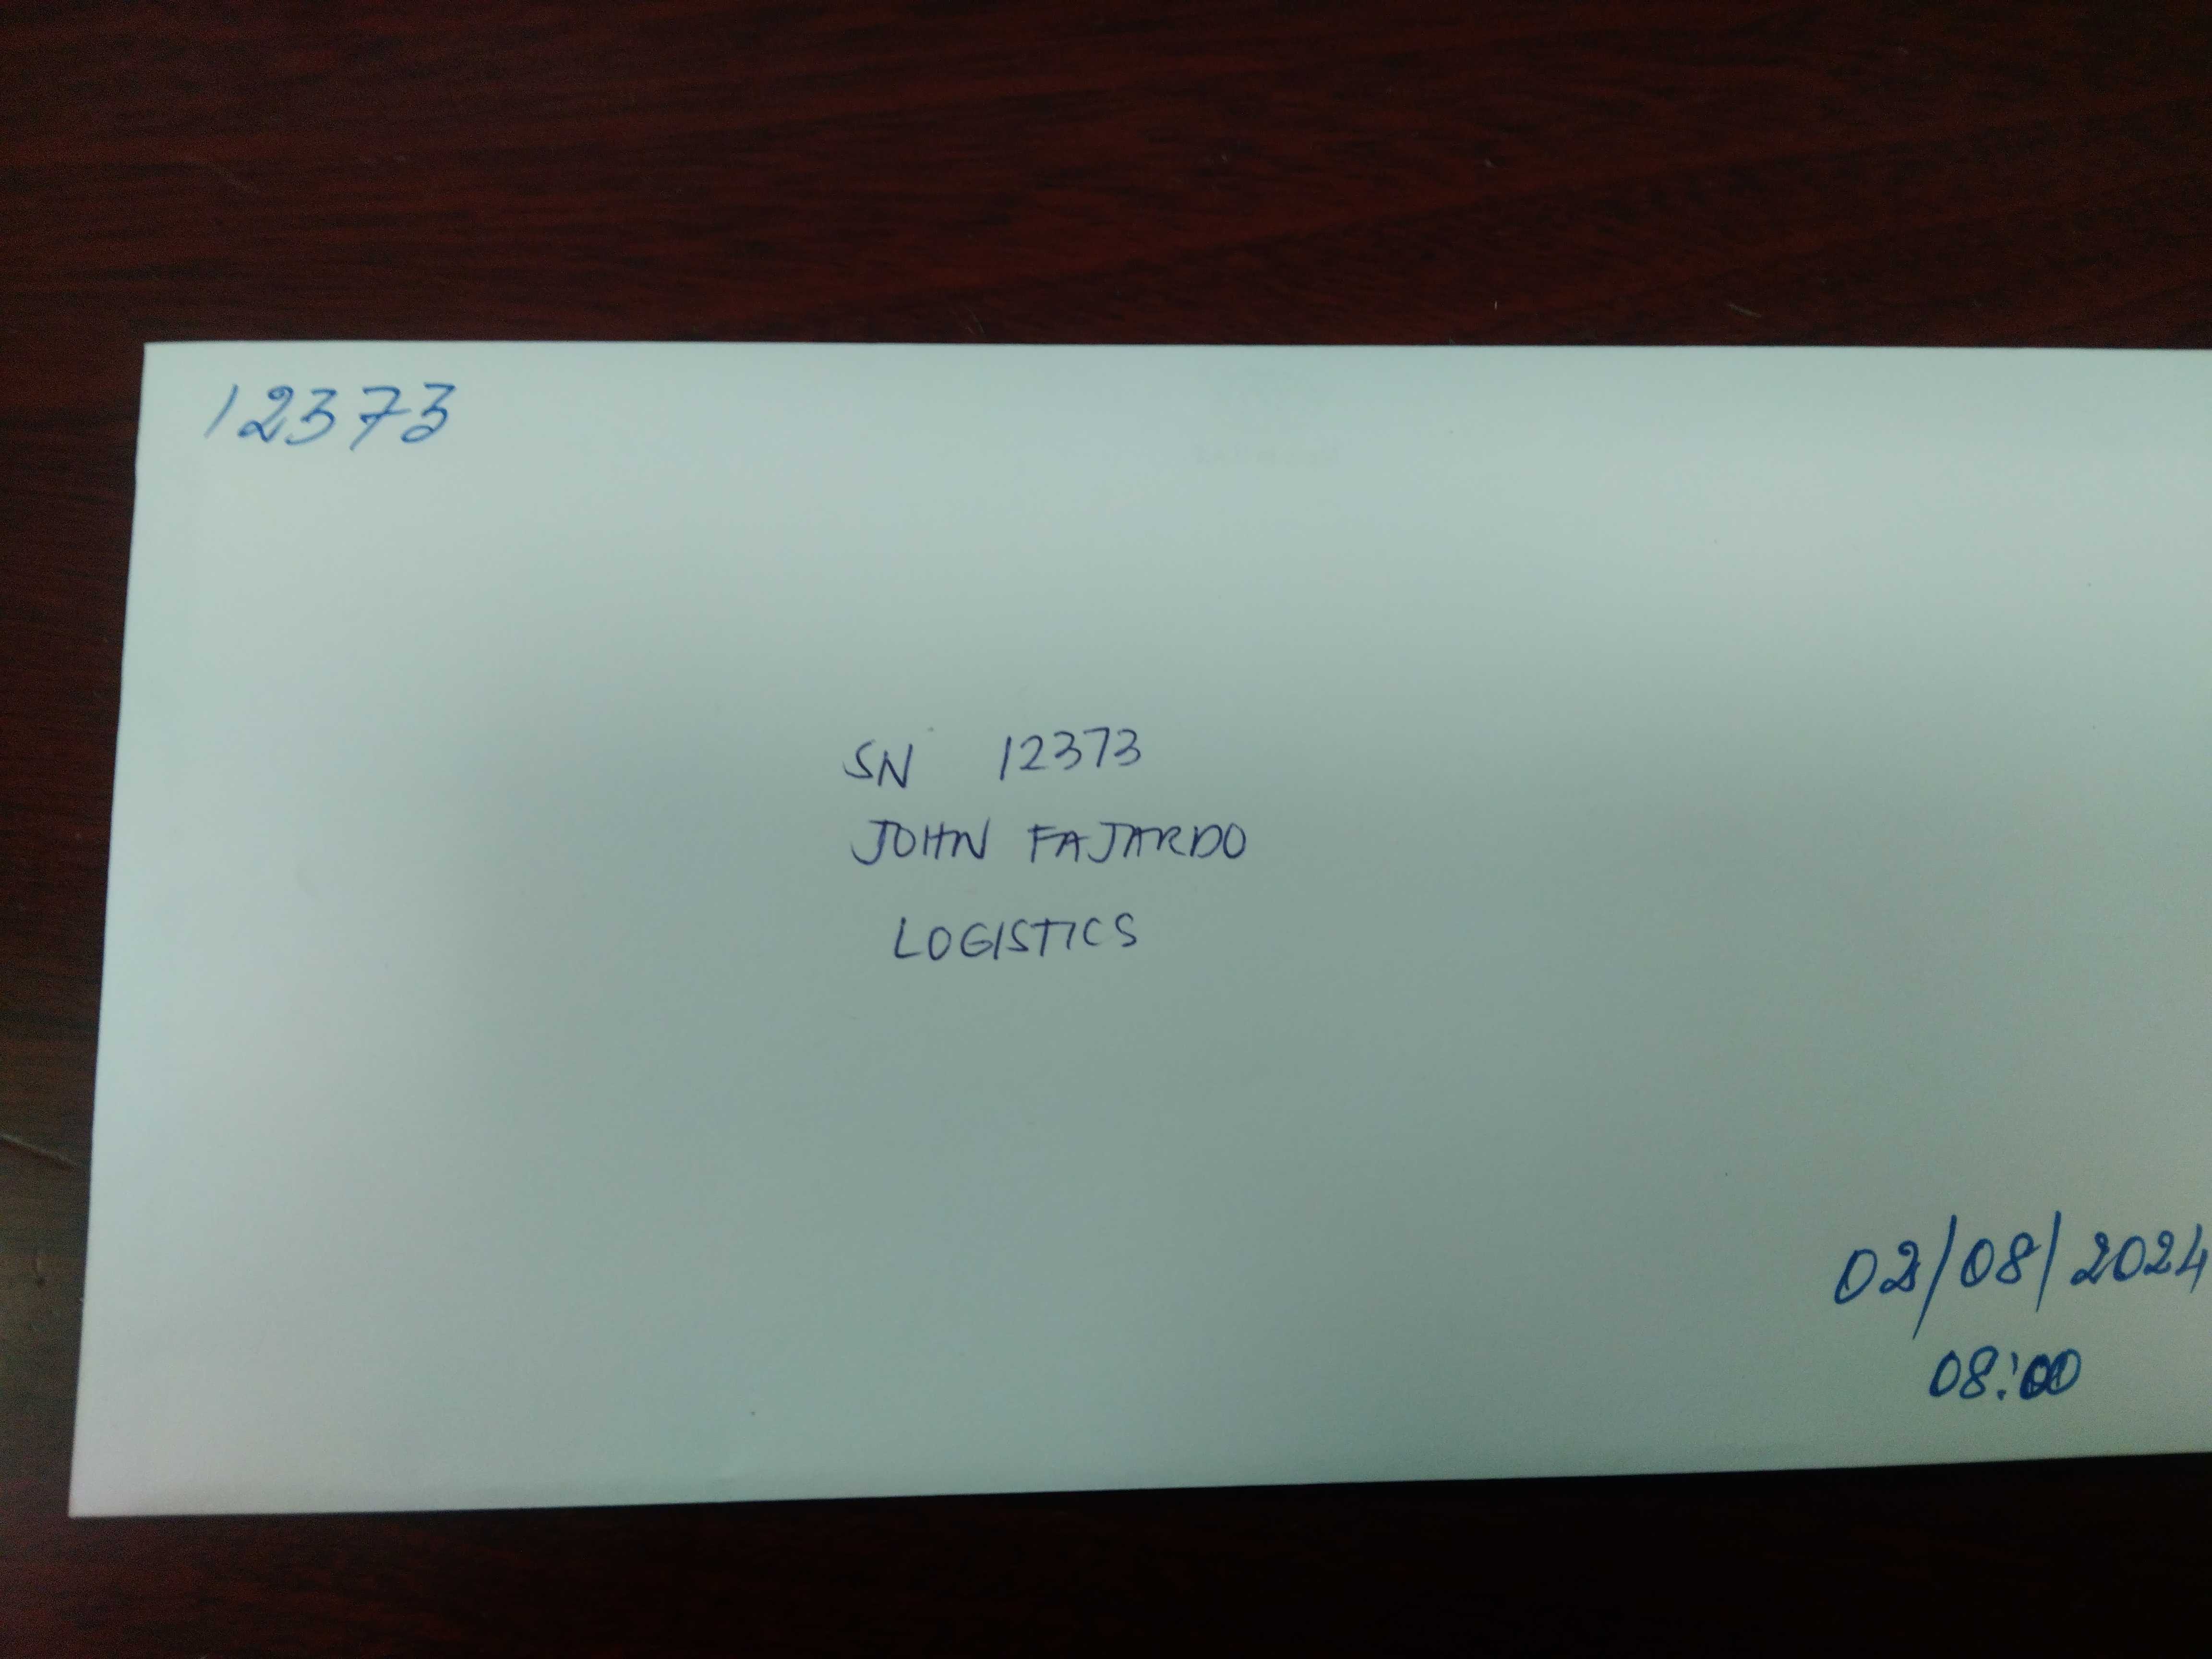 12373
SN 12373
JOHN FAJARDO
LOGISTICS
02/08/2024
08:00